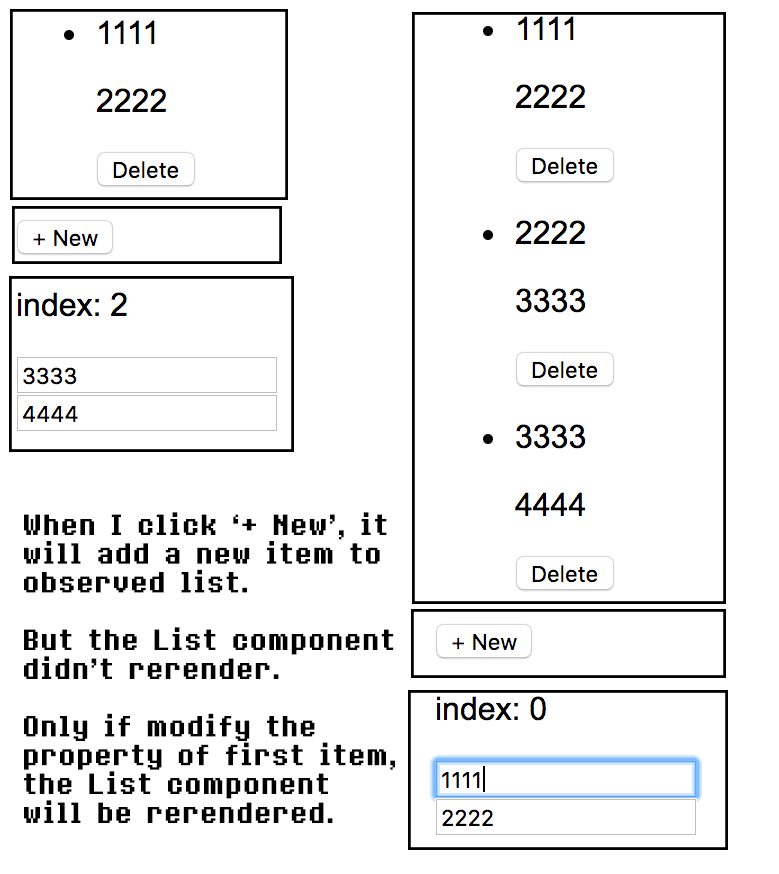 1111
2222
Delete
+ New
index: 2
3333
4444
When I click ‘+ New’, it
will add a new item to
observed list.
But the List component
didn’t rerender.
Only if modify the
property of first item,
the List component
will be rerendered.
1111
2222
Delete
2222
3333
Delete
3333
4444
Delete
+ New
index: 0
1111
2222